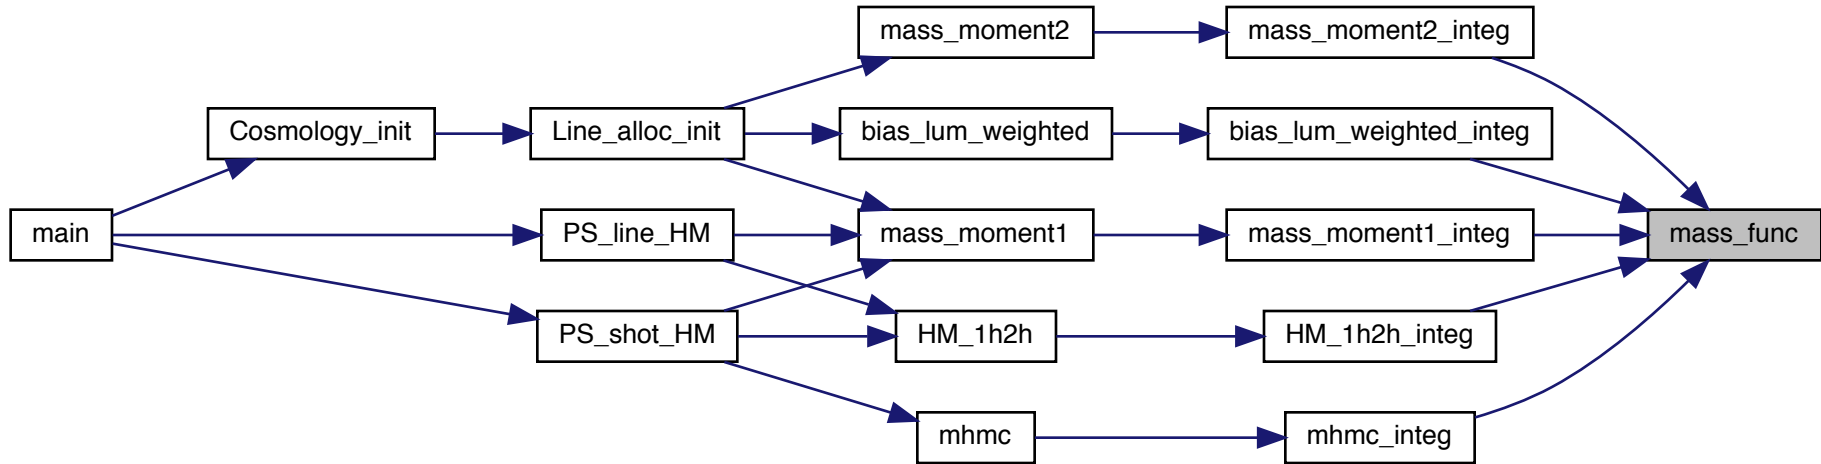 mass_moment2
mass_moment2_integ
Cosmology_init
Line_alloc_init
bias_lum_weighted
bias_lum_weighted_integ
main
PS_line_HM
mass_moment1
mass_moment1_integ
mass_func
PS_shot_HM
HM_1h2h
HM_1h2h_integ
mhmc
mhmc_integ